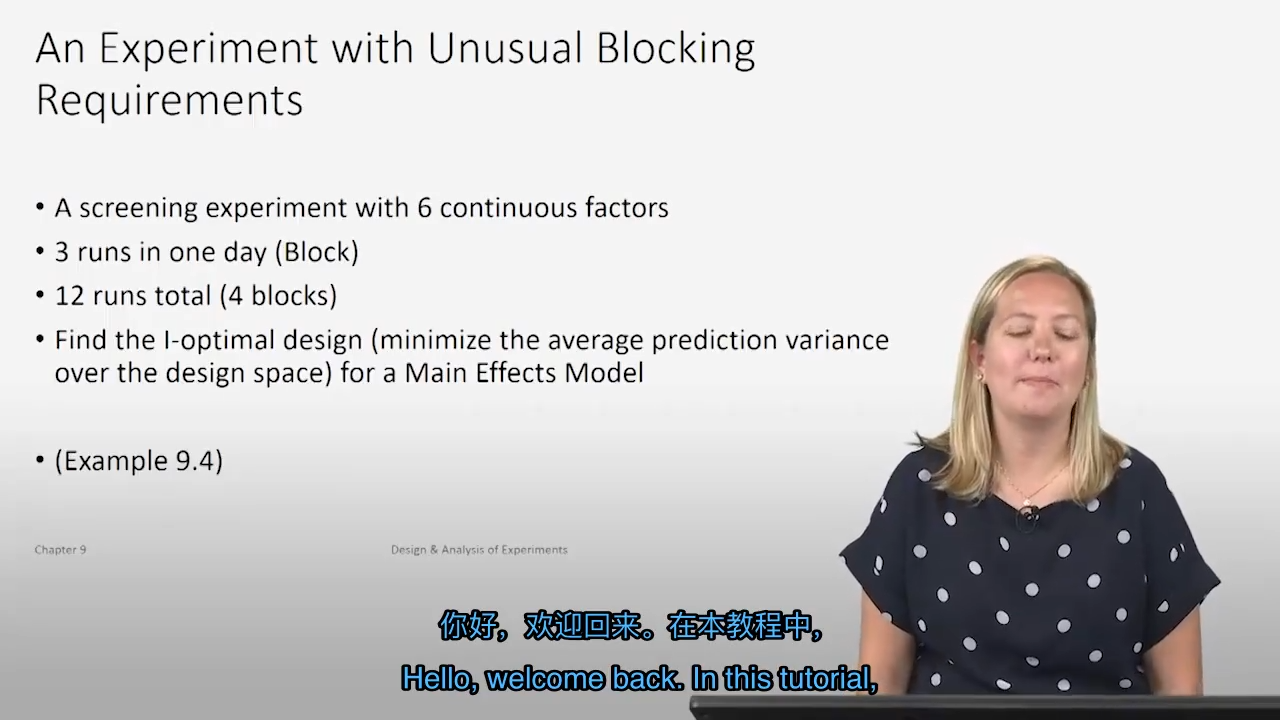 An Experiment with Unusual Blocking
Requirements
• A screening experiment with 6 continuous factors
• 3 runs in one day (Block)
• 12 runs total (4 blocks)
• Find the I-optimal design (minimize the average prediction variance
over the design space) for a Main Effects Model
• (Example 9.4)
Chapter 9
Design & Analysis of Experiments
你好，欢迎回来。在本教程中，
Hello, welcome back. In this tutorial,